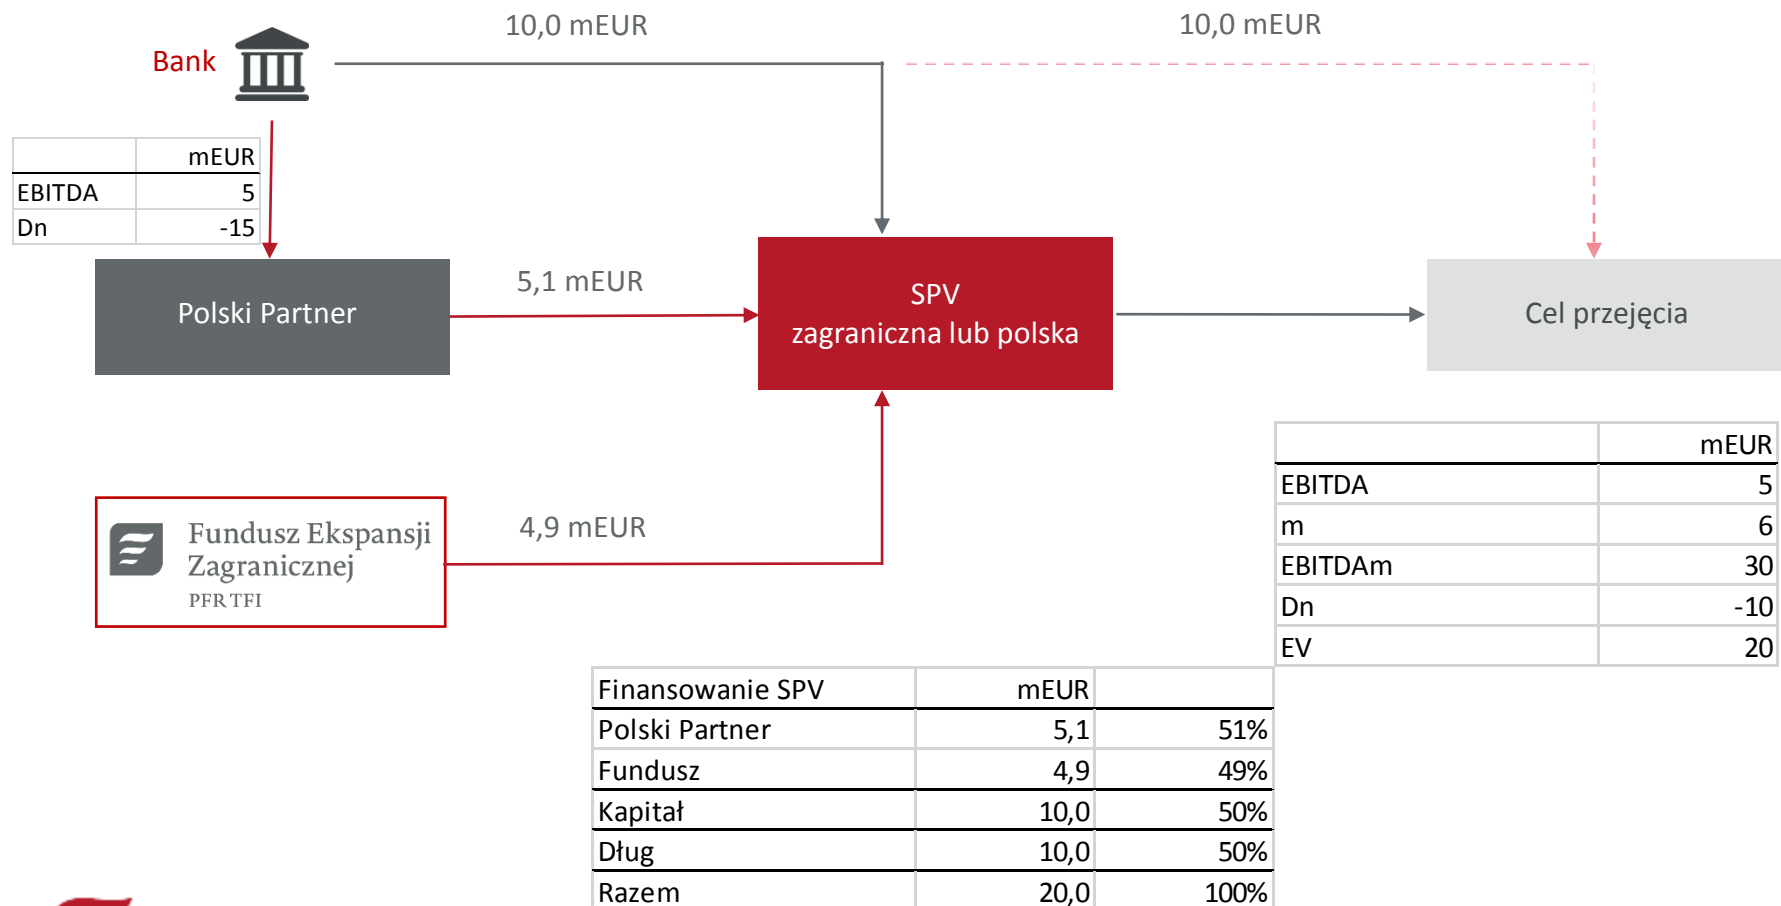 10,0 mEUR
10,0 mEUR
Bank
mEUR
EBITDA 5
Dn -15
Polski Partner
5,1 mEUR
SPV
zagraniczna lub polska
Cel przejęcia
Fundusz Ekspansji
Zagranicznej
PFR TFI
4,9 mEUR
mEUR
EBITDA 5
m 6
EBITDAm 30
Dn -10
EV 20
Finansowanie SPV mEUR
Polski Partner 5,1 51%
Fundusz 4,9 49%
Kapitał 10,0 50%
Dług 10,0 50%
Razem 20,0 100%